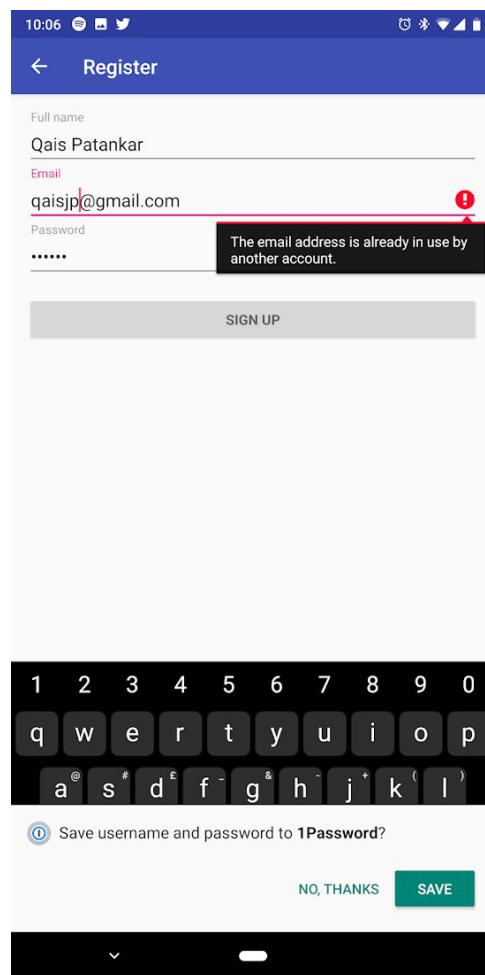 10:06
Register
Full name
Qais Patankar
Email
qaisjp@gmail.com
Password
••••••
The email address is already in use by
another account.
SIGN UP
1 2 3 4 5 6 7 8 9 0
q w e r t y u i o p
@ # £ - & - + ( )
a s d f g h j k l
Save username and password to 1Password?
NO, THANKS SAVE